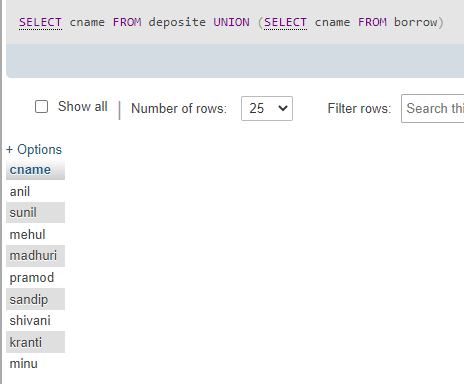 SELECT cname FROM deposite UNION (SELECT cname FROM borrow)
Show all | Number of rows: 25 Filter rows: Search thi
+ Options
cname
anil
sunil
mehul
madhuri
pramod
sandip
shivani
kranti
minu